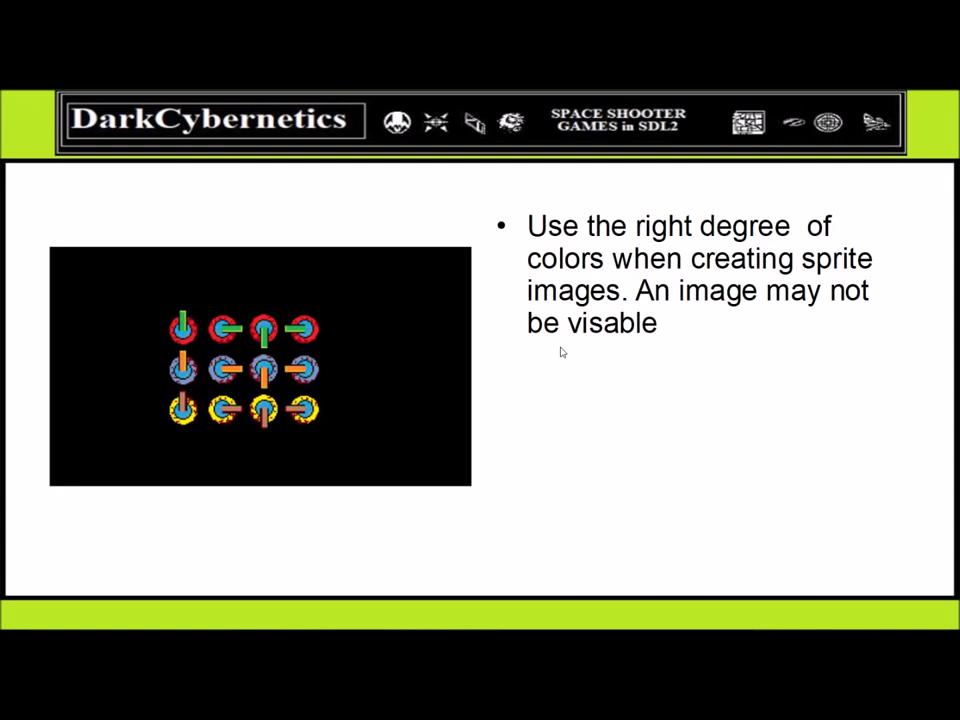 DarkCybernetics
SPACE SHOOTER
GAMES in SDL2
• Use the right degree  of
colors when creating sprite
images. An image may not
be visable